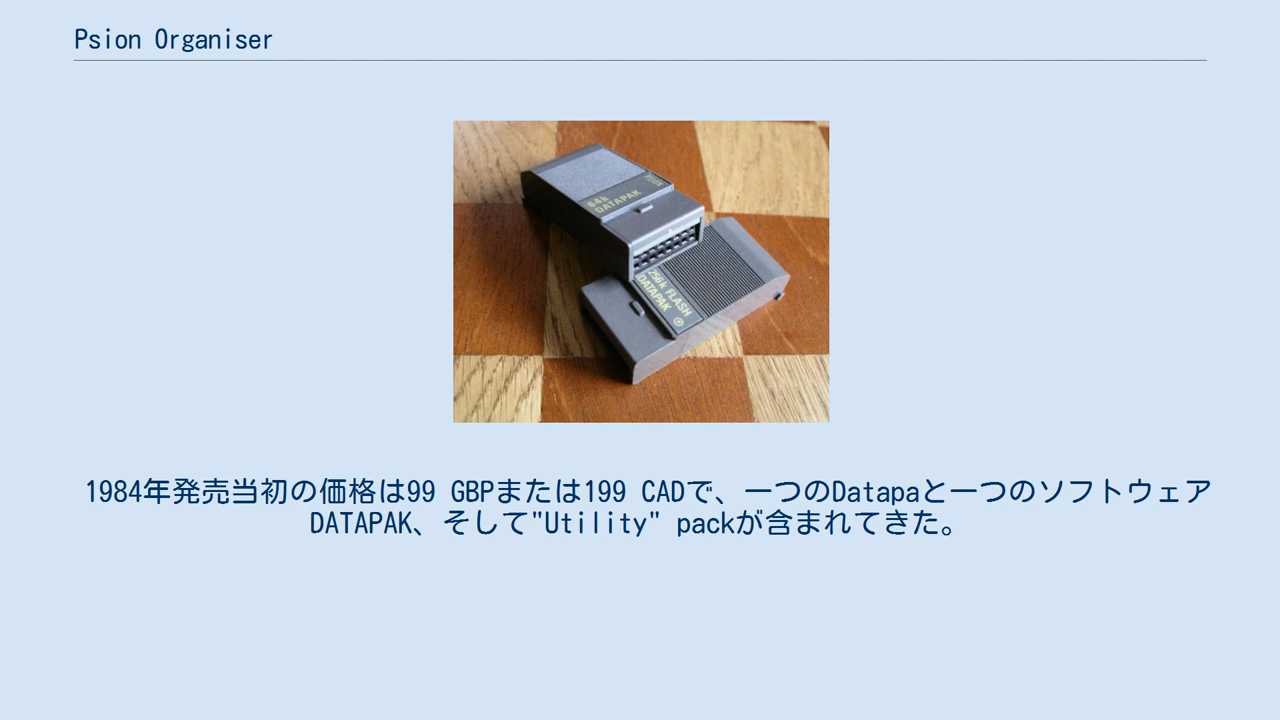 Psion Organiser
64k
DATAPAK
256k FLASH
DATAPAK
1984年発売当初の価格は99 GBPまたは199 CADで、一つのDatapaと一つのソフトウェア
DATAPAK、そして"Utility" packが含まれてきた。